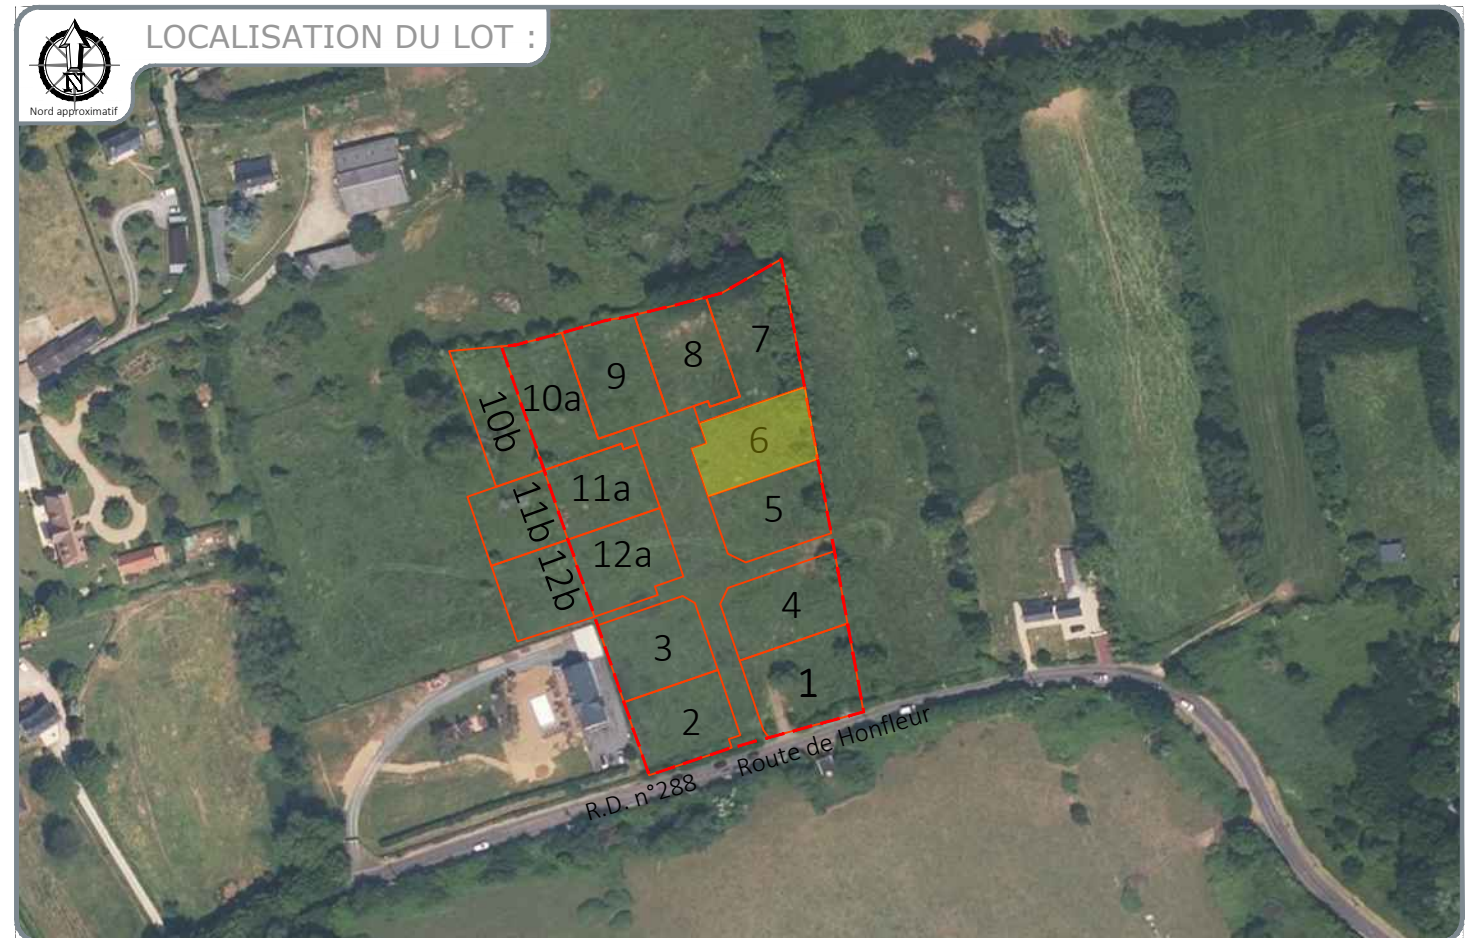 LOCALISATION DU LOT :
N
Nord approximatif
7
8
9
10a
10b
6
11a
11b
5
12a
12b
4
3
1
2
Route de Honfleur
R.D. n°288